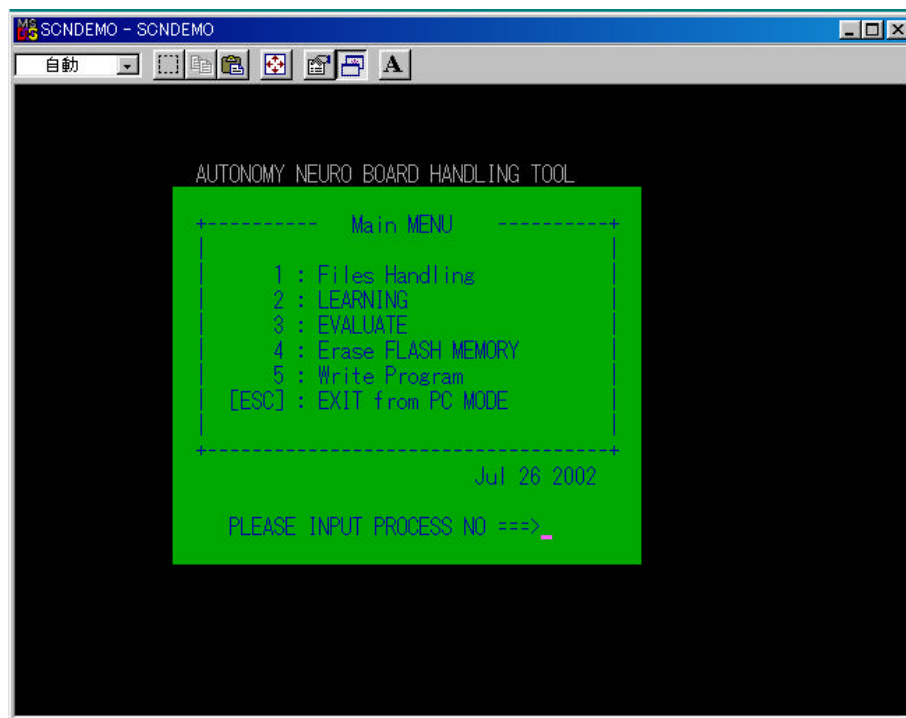 SCNDEMO - SCNDEMO
自動
A
AUTONOMY NEURO BOARD HANDLING TOOL
+---------- Main MENU ----------+
1 : Files Handling
2 : LEARNING
3 : EVALUATE
4 : Erase FLASH MEMORY
5 : Write Program
[ESC] : EXIT from PC MODE
+------------------------------------+
Jul 26 2002
PLEASE INPUT PROCESS NO ===>_